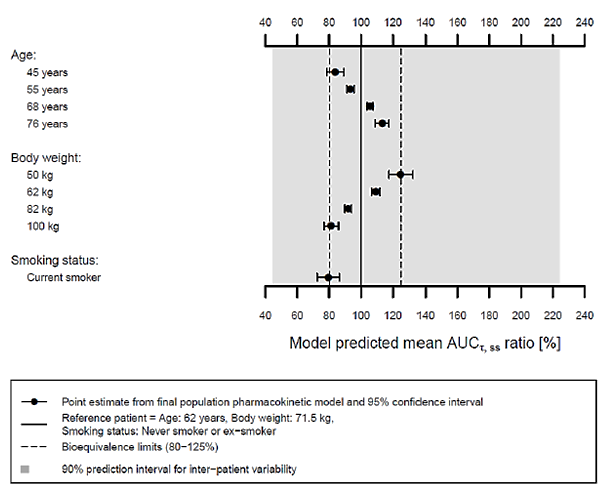 40 60 80 100 120 140 160 180 200 220 240
Age:
45 years
55 years
68 years
76 years
Body weight:
50 kg
62 kg
82 kg
100 kg
Smoking status:
Current smoker
40 60 80 100 120 140 160 180 200 220 240
Model predicted mean AUCτ, ss ratio [%]
Point estimate from final population pharmacokinetic model and 95% confidence interval
Reference patient = Age: 62 years, Body weight: 71.5 kg,
Smoking status: Never smoker or ex−smoker
Bioequivalence limits (80−125%)
90% prediction interval for inter−patient variability